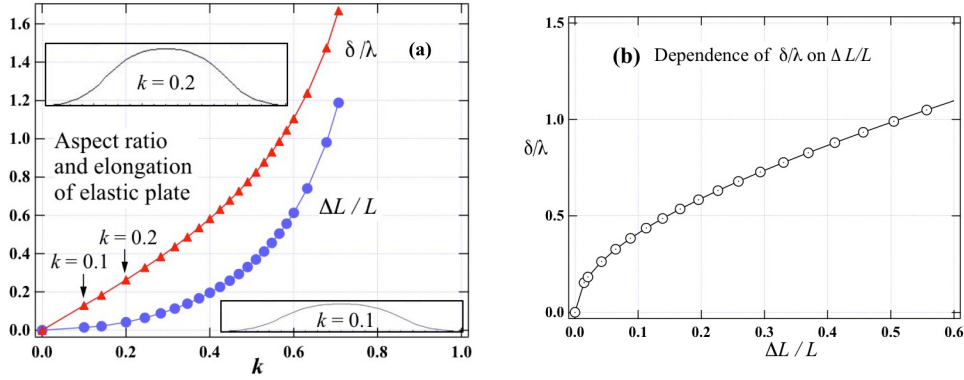 1.6
1.4
1.2
1.0
0.8
0.6
0.4
0.2
0.0
0.0
0.2
0.4
0.6
0.8
1.0
k
(a)
δ/λ
k = 0.2
Aspect ratio
and elongation
of elastic plate
ΔL / L
k = 0.2
k = 0.1
k = 0.1
(b) Dependence of δ/λ on Δ L/L
δ/λ
1.5
1.0
0.5
0.0
0.0
0.1
0.2
0.3
0.4
0.5
0.6
ΔL / L